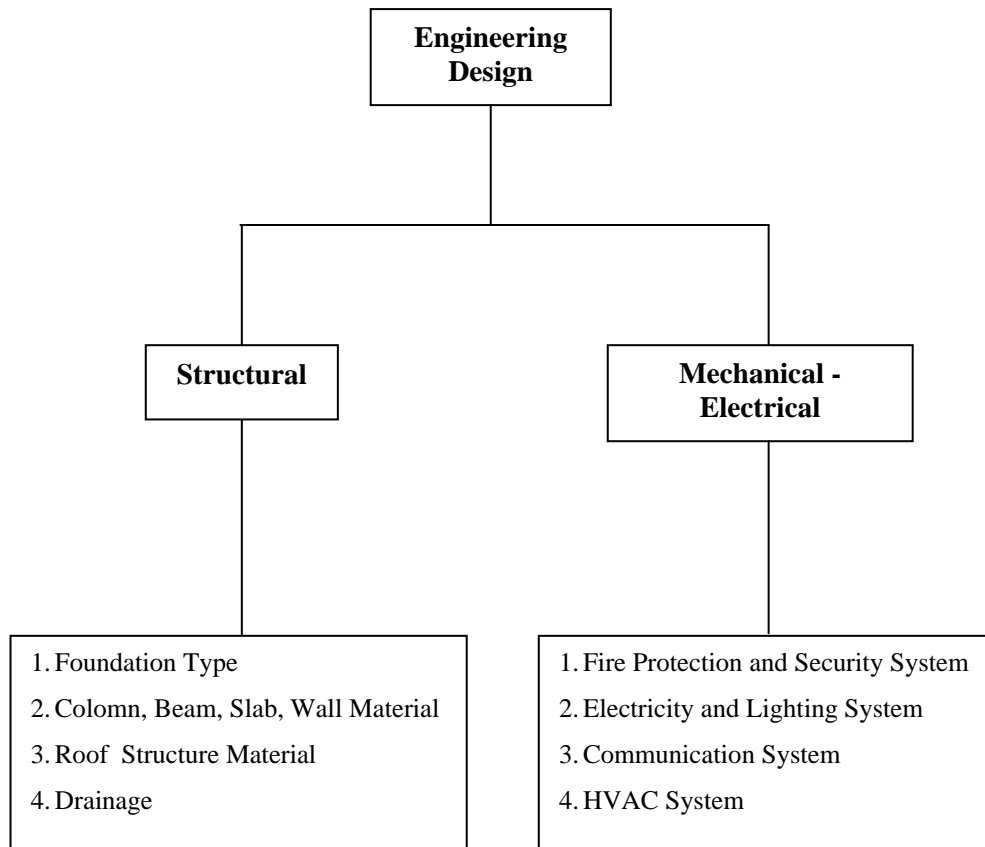 Engineering
Design
Structural
Mechanical -
Electrical
1. Foundation Type
2. Colomn, Beam, Slab, Wall Material
3. Roof Structure Material
4. Drainage
1. Fire Protection and Security System
2. Electricity and Lighting System
3. Communication System
4. HVAC System